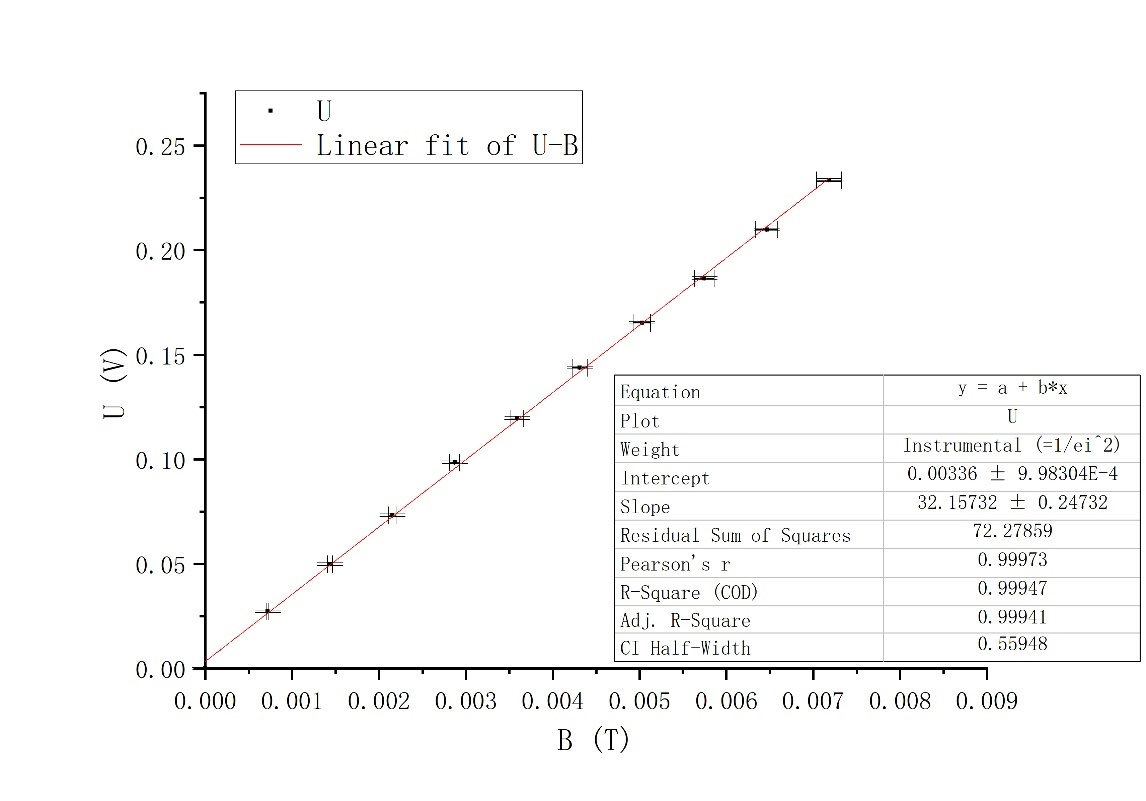 U
Linear fit of U-B
0.25
0.20
0.15
0.10
0.05
0.00
U (V)
0.000 0.001 0.002 0.003 0.004 0.005 0.006 0.007 0.008 0.009
B (T)
Equation y = a + b*x
Plot U
Weight Instrumental (=1/ei^2)
Intercept 0.00336 ± 9.98304E-4
Slope 32.15732 ± 0.24732
Residual Sum of Squares 72.27859
Pearson's r 0.99973
R-Square (COD) 0.99947
Adj. R-Square 0.99941
CI Half-Width 0.55948